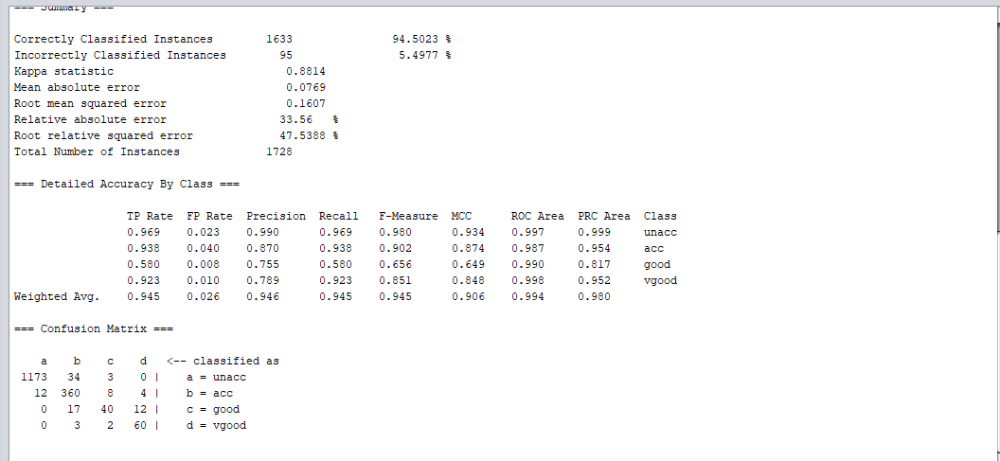 === Summary ===
Correctly Classified Instances 1633 94.5023 %
Incorrectly Classified Instances 95 5.4977 %
Kappa statistic 0.8814
Mean absolute error 0.0769
Root mean squared error 0.1607
Relative absolute error 33.56 %
Root relative squared error 47.5388 %
Total Number of Instances 1728
=== Detailed Accuracy By Class ===
TP Rate FP Rate Precision Recall F-Measure MCC ROC Area PRC Area Class
0.969 0.023 0.990 0.969 0.980 0.934 0.997 0.999 unacc
0.938 0.040 0.870 0.938 0.902 0.874 0.987 0.954 acc
0.580 0.008 0.755 0.580 0.656 0.649 0.990 0.817 good
0.923 0.010 0.789 0.923 0.851 0.848 0.998 0.952 vgood
Weighted Avg. 0.945 0.026 0.946 0.945 0.945 0.906 0.994 0.980
=== Confusion Matrix ===
a b c d <-- classified as
1173 34 3 0 | a = unacc
12 360 8 4 | b = acc
0 17 40 12 | c = good
0 3 2 60 | d = vgood